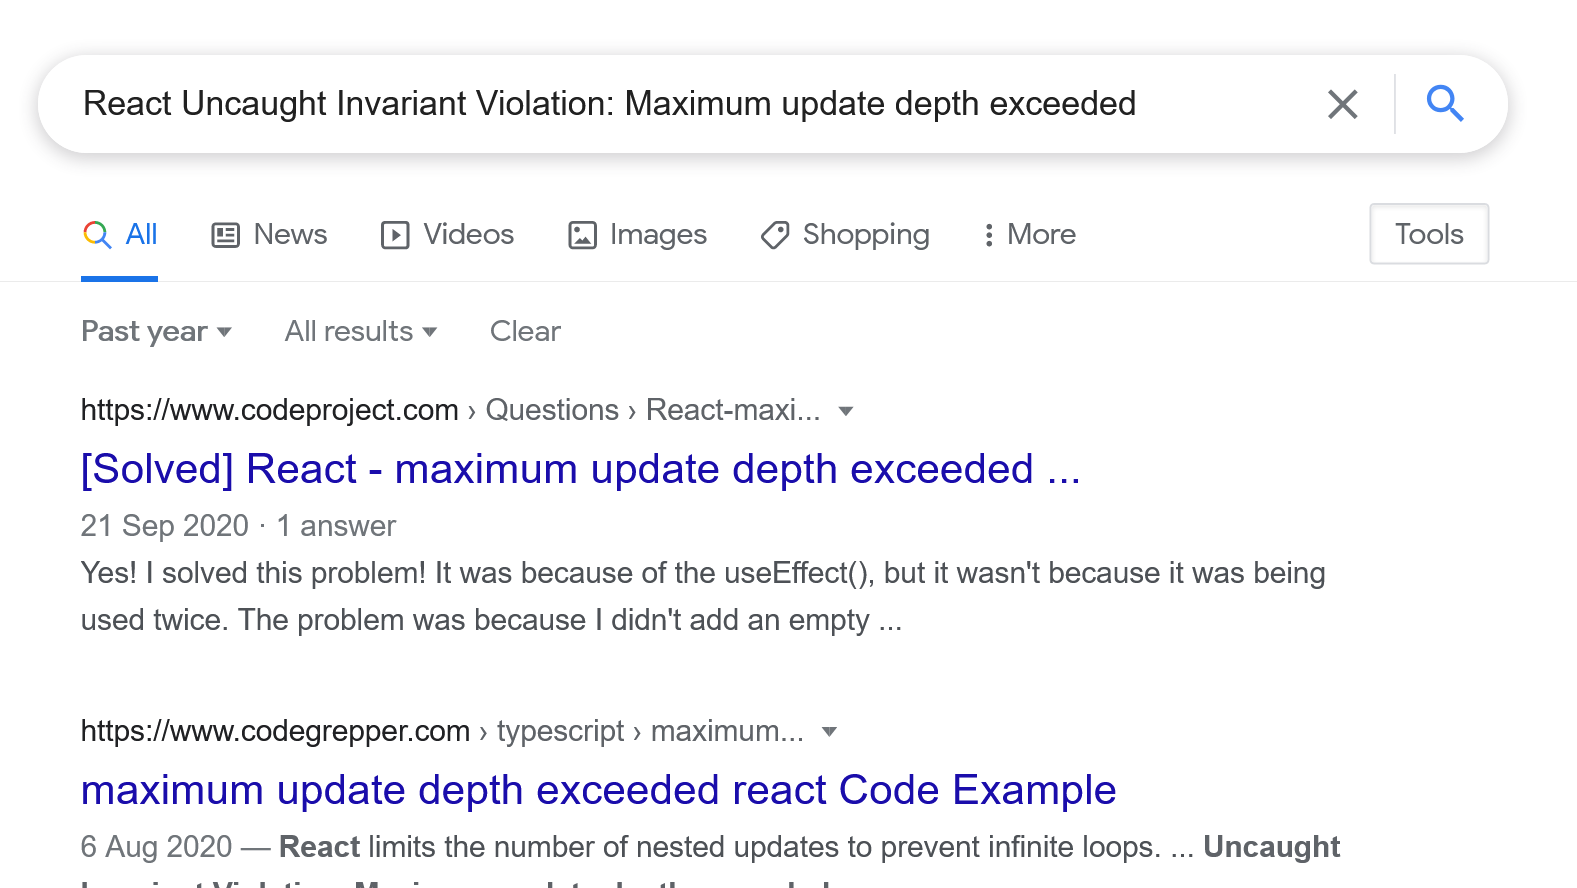 React Uncaught Invariant Violation: Maximum update depth exceeded
All News Videos Images Shopping More Tools
Past year All results Clear
https://www.codeproject.com › Questions › React-maxi...
[Solved] React - maximum update depth exceeded ...
21 Sep 2020 · 1 answer
Yes! I solved this problem! It was because of the useEffect(), but it wasn't because it was being
used twice. The problem was because I didn't add an empty ...
https://www.codegrepper.com › typescript › maximum...
maximum update depth exceeded react Code Example
6 Aug 2020 — React limits the number of nested updates to prevent infinite loops. ... Uncaught